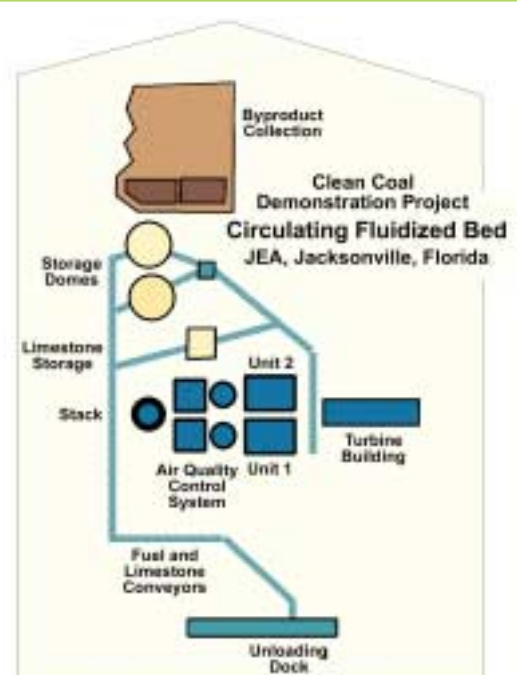 Byproduct
Collection
Clean Coal
Demonstration Project
Circulating Fluidized Bed
JEA, Jacksonville, Florida
Storage
Domes
Limestone
Storage
Unit 2
Stack
Turbine
Building
Air Quality
Control
System
Unit 1
Fuel and
Limestone
Conveyors
Unloading
Dock